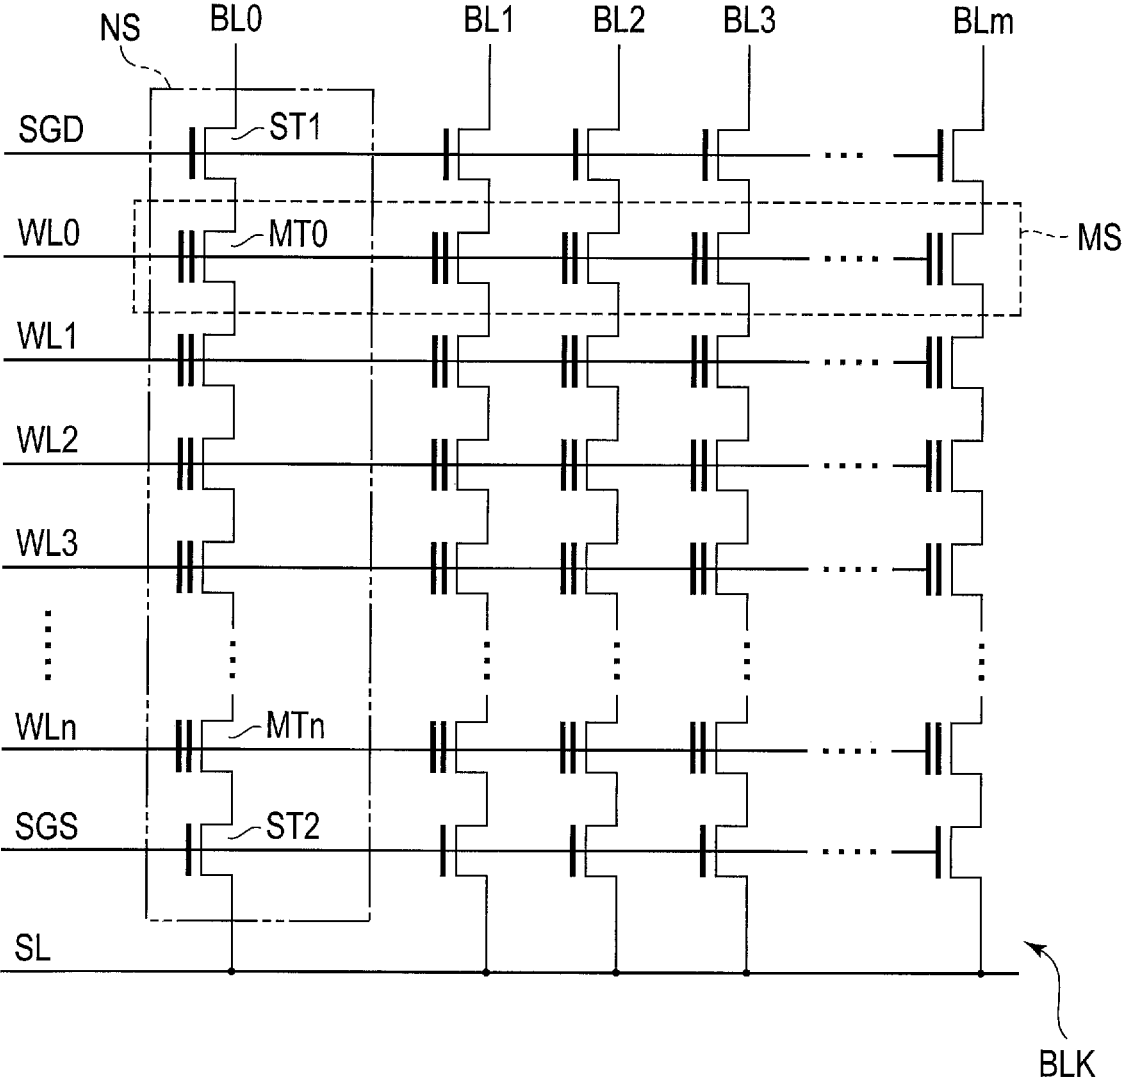 NS BL0 BL1 BL2 BL3 BLm
SGD ST1
WL0 MT0 MS
WL1
WL2
WL3
WLn MTn
SGS ST2
SL
BLK